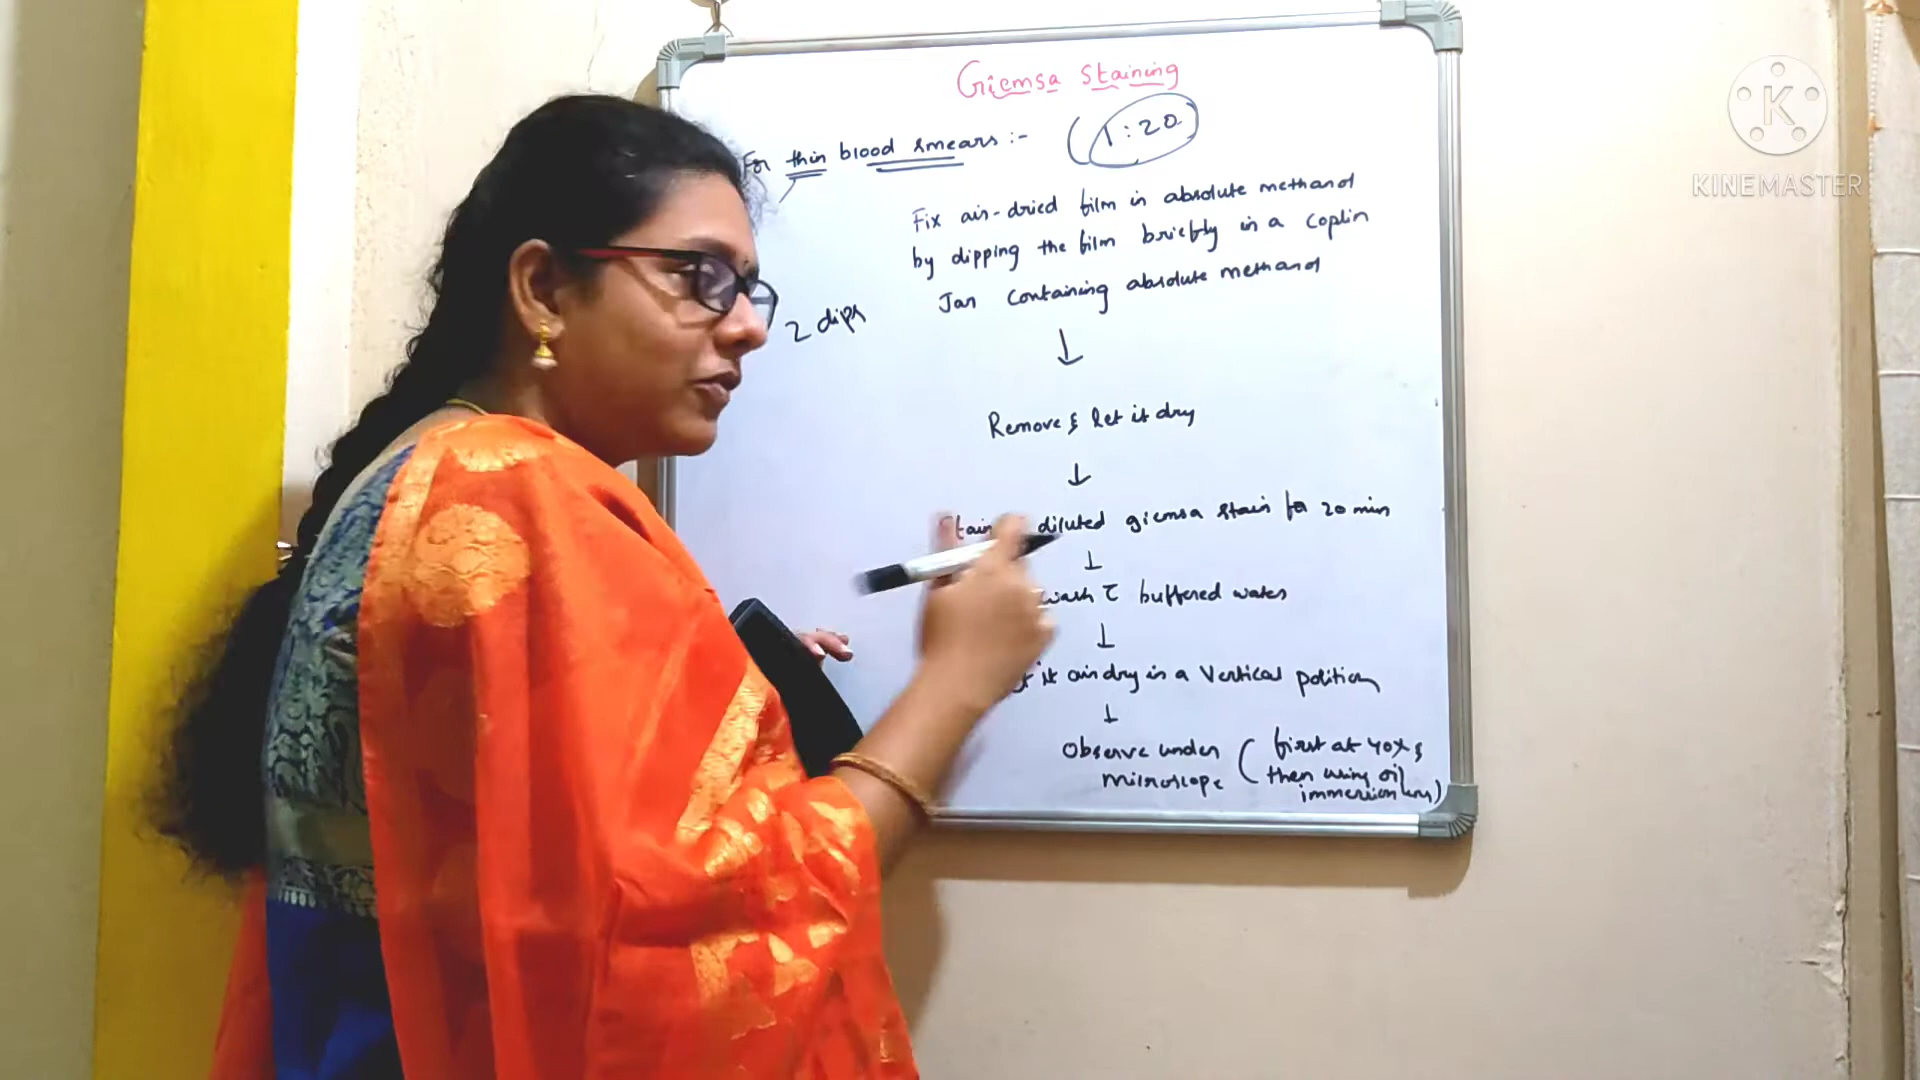 Giemsa Staining
For thin blood smears :- (1:20
Fix air-dried film in absolute methanol
by dipping the film briefly in a coplin
Jar containing absolute methanol
2 dips
↓
Remove & let it dry
↓
Stain diluted giemsa stain for 20 min
↓
wash c̄ buffered water
↓
it air dry in a Vertical position
↓
Observe under microscope (first at 40X &
then using oil
immersion lens)
KINEMASTER